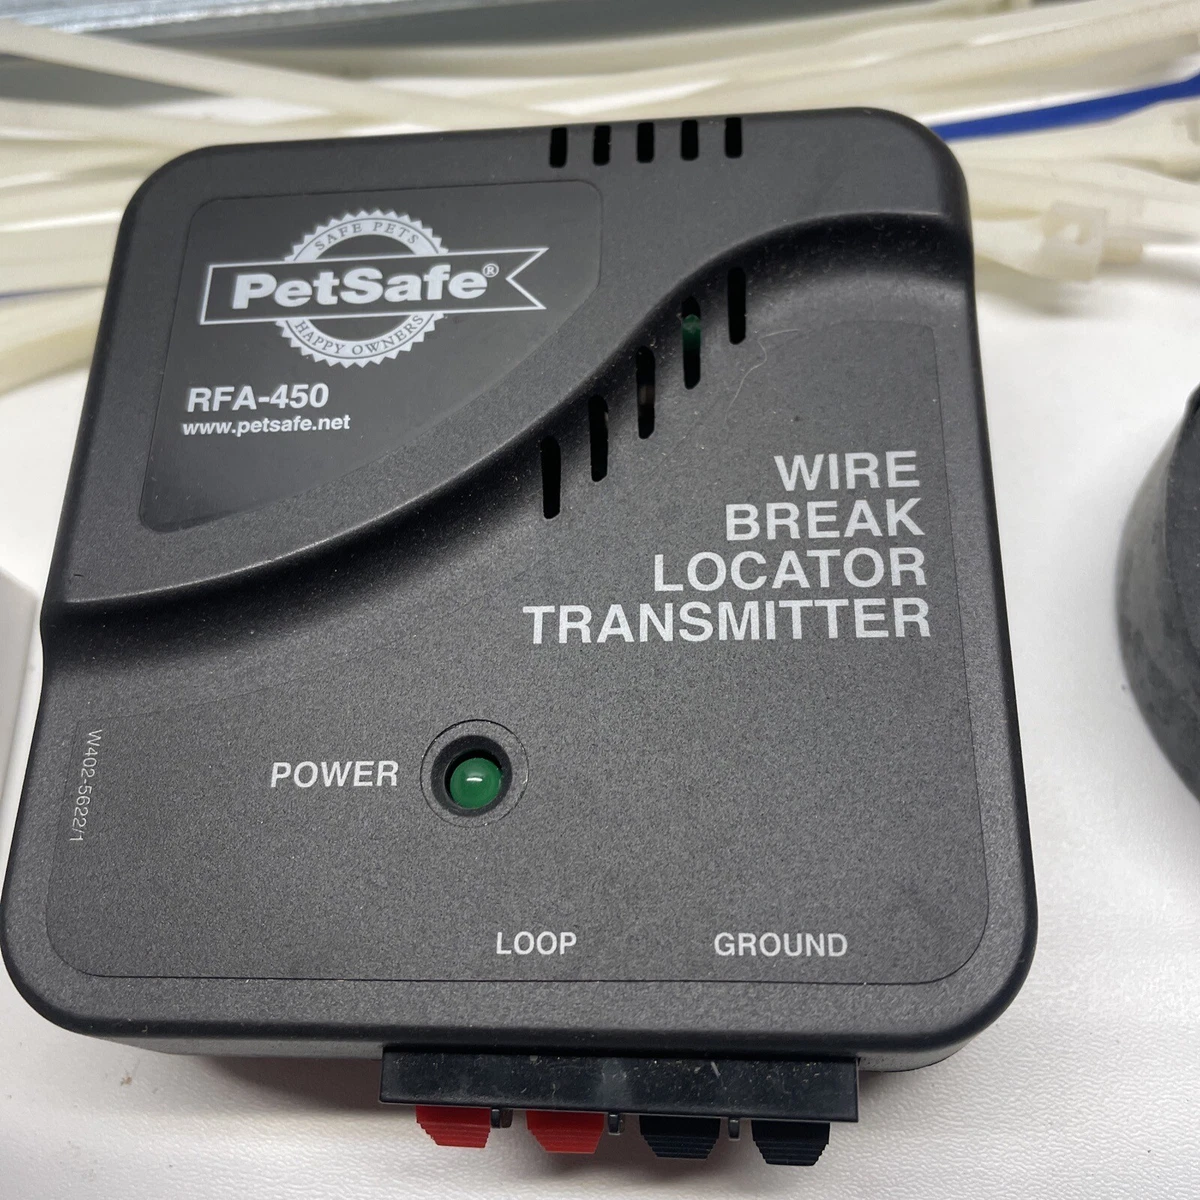 SAFE PETS
PetSafe®
HAPPY OWNERS
RFA-450
www.petsafe.net
WIRE
BREAK
LOCATOR
TRANSMITTER
W402-5622/1
POWER
LOOP
GROUND